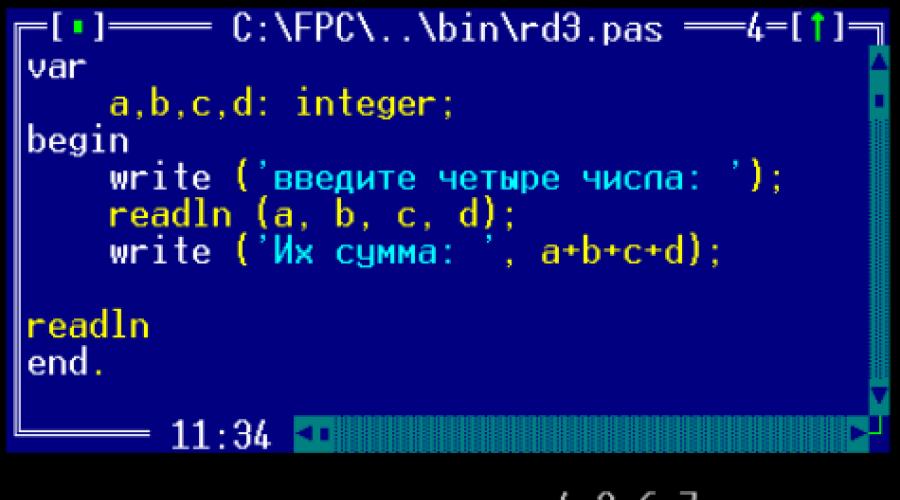 C:\FPC\..\bin\rd3.pas 4=[↑]
var
a,b,c,d: integer;
begin
write ('введите четыре числа: ');
readln (a, b, c, d);
write ('Их сумма: ', a+b+c+d);
readln
end.
11:34